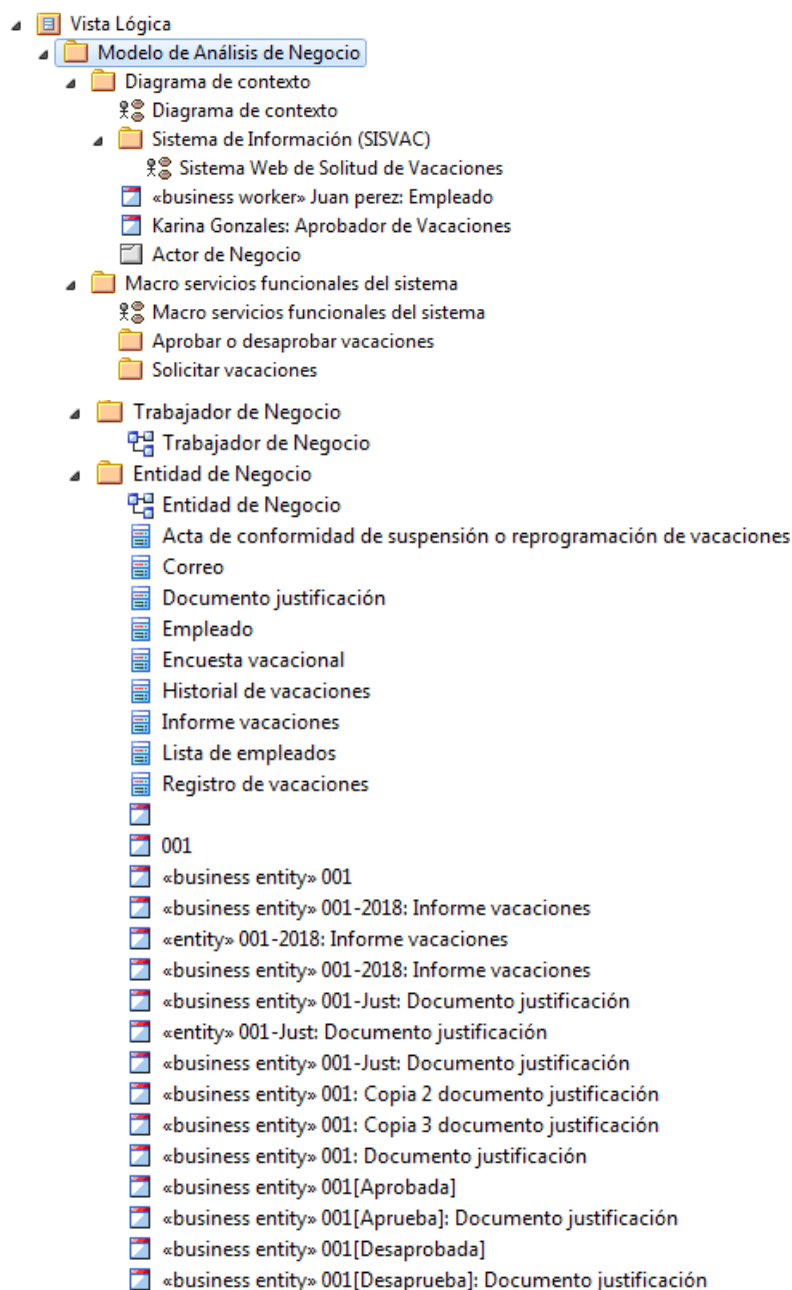 Vista Lógica
Modelo de Análisis de Negocio
Diagrama de contexto
Diagrama de contexto
Sistema de Información (SISVAC)
Sistema Web de Solitud de Vacaciones
«business worker» Juan perez: Empleado
Karina Gonzales: Aprobador de Vacaciones
Actor de Negocio
Macro servicios funcionales del sistema
Macro servicios funcionales del sistema
Aprobar o desaprobar vacaciones
Solicitar vacaciones
Trabajador de Negocio
Trabajador de Negocio
Entidad de Negocio
Entidad de Negocio
Acta de conformidad de suspensión o reprogramación de vacaciones
Correo
Documento justificación
Empleado
Encuesta vacacional
Historial de vacaciones
Informe vacaciones
Lista de empleados
Registro de vacaciones
001
«business entity» 001
«business entity» 001-2018: Informe vacaciones
«entity» 001-2018: Informe vacaciones
«business entity» 001-2018: Informe vacaciones
«business entity» 001-Just: Documento justificación
«entity» 001-Just: Documento justificación
«business entity» 001-Just: Documento justificación
«business entity» 001: Copia 2 documento justificación
«business entity» 001: Copia 3 documento justificación
«business entity» 001: Documento justificación
«business entity» 001[Aprobada]
«business entity» 001[Aprueba]: Documento justificación
«business entity» 001[Desaprobada]
«business entity» 001[Desaprueba]: Documento justificación